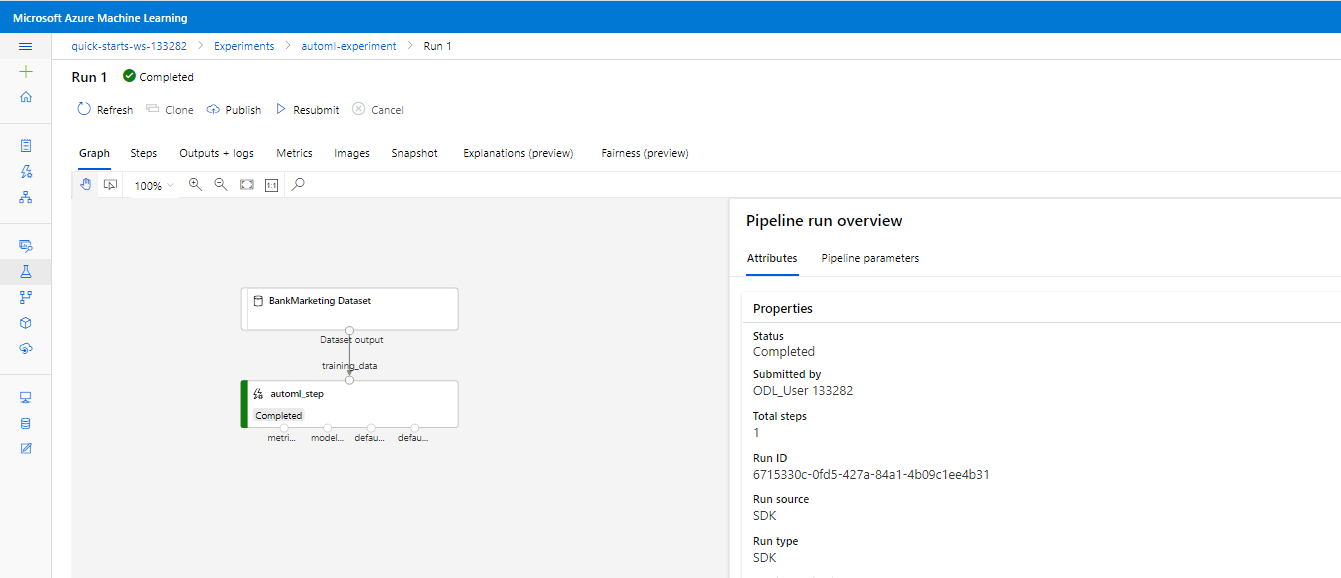 Microsoft Azure Machine Learning
quick-starts-ws-133282 > Experiments > automl-experiment > Run 1
Run 1 Completed
Refresh Clone Publish Resubmit Cancel
Graph Steps Outputs + logs Metrics Images Snapshot Explanations (preview) Fairness (preview)
100% 1:1
BankMarketing Dataset
Dataset output
training_data
automl_step
Completed
metri... model... defau... defau...
Pipeline run overview
Attributes Pipeline parameters
Properties
Status
Completed
Submitted by
ODL_User 133282
Total steps
1
Run ID
6715330c-0fd5-427a-84a1-4b09c1ee4b31
Run source
SDK
Run type
SDK